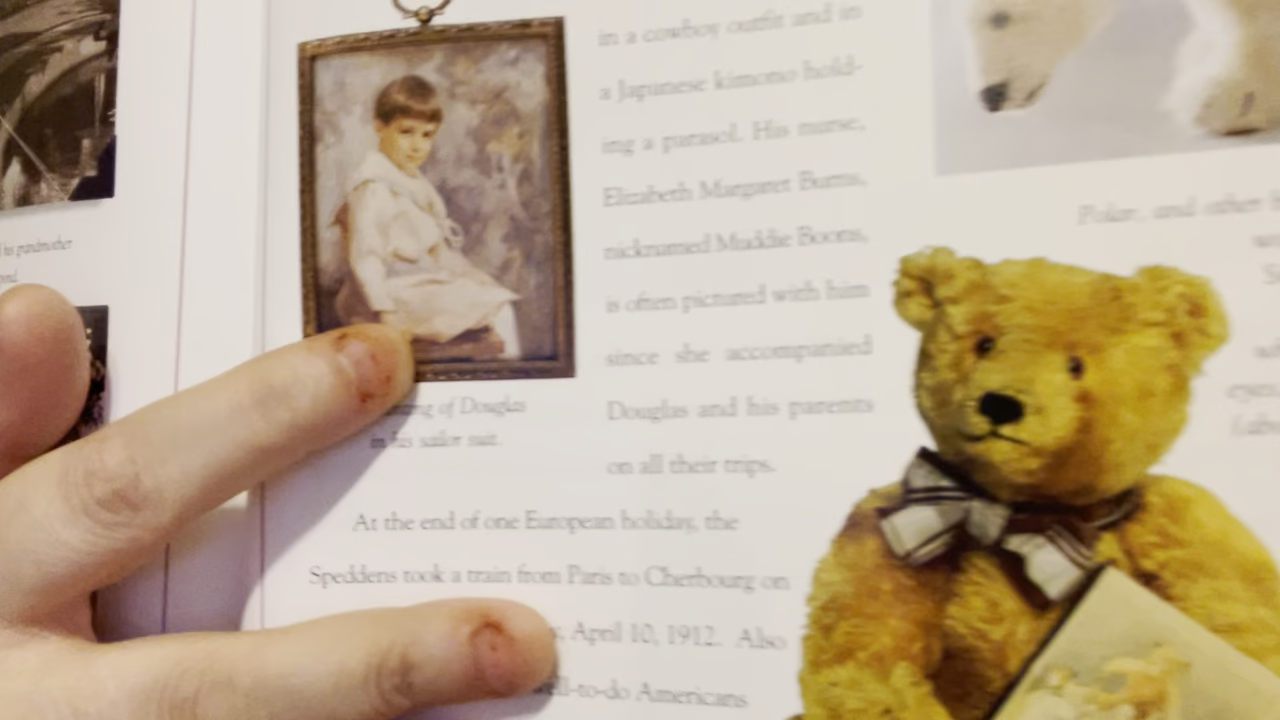 his grandmother
in a cowboy outfit and in
a Japanese kimono hold-
ing a parasol. His nurse,
Elizabeth Margaret Burns,
nicknamed Muddie Boons,
is often pictured with him
since she accompanied
Douglas and his parents
on all their trips.
of Douglas
in his sailor suit.
At the end of one European holiday, the
Speddens took a train from Paris to Cherbourg on
April 10, 1912. Also
well-to-do Americans
Polar, and other